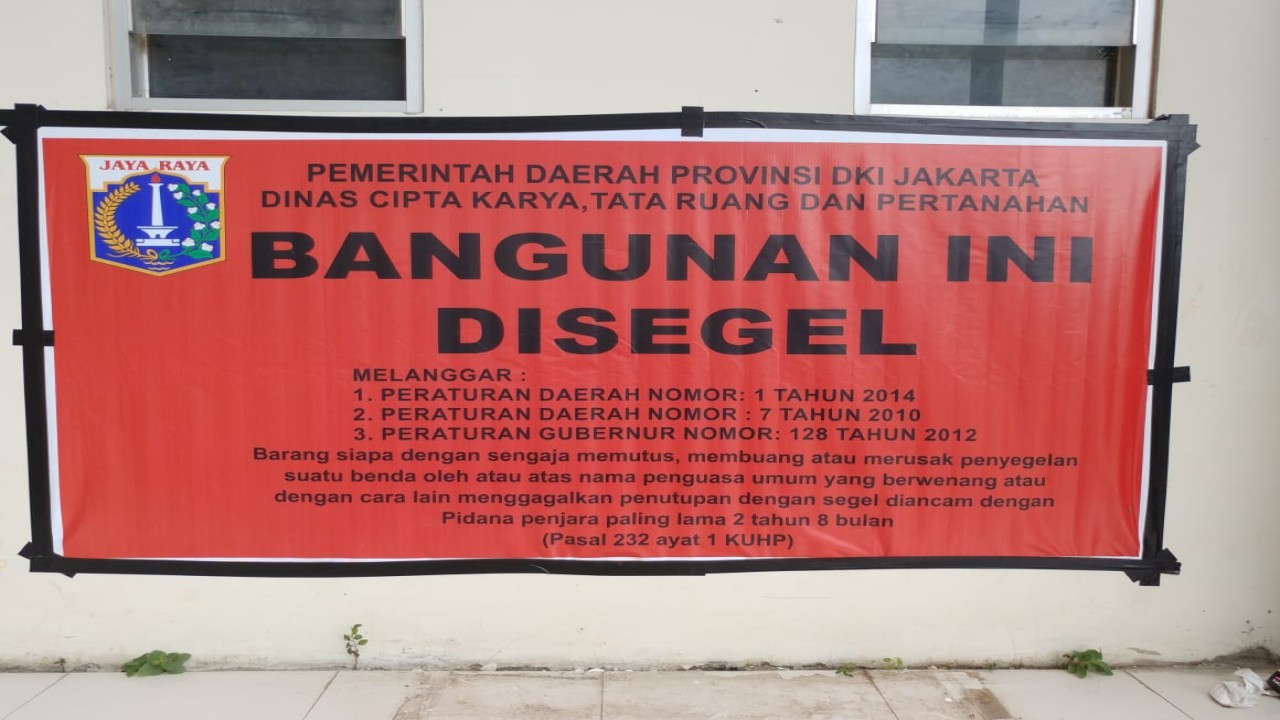 JAYA RAYA
PEMERINTAH DAERAH PROVINSI DKI JAKARTA
DINAS CIPTA KARYA,TATA RUANG DAN PERTANAHAN
BANGUNAN INI
DISEGEL
MELANGGAR :
1. PERATURAN DAERAH NOMOR: 1 TAHUN 2014
2. PERATURAN DAERAH NOMOR : 7 TAHUN 2010
3. PERATURAN GUBERNUR NOMOR: 128 TAHUN 2012
Barang siapa dengan sengaja memutus, membuang atau merusak penyegelan
suatu benda oleh atau atas nama penguasa umum yang berwenang atau
dengan cara lain menggagalkan penutupan dengan segel diancam dengan
Pidana penjara paling lama 2 tahun 8 bulan
(Pasal 232 ayat 1 KUHP)